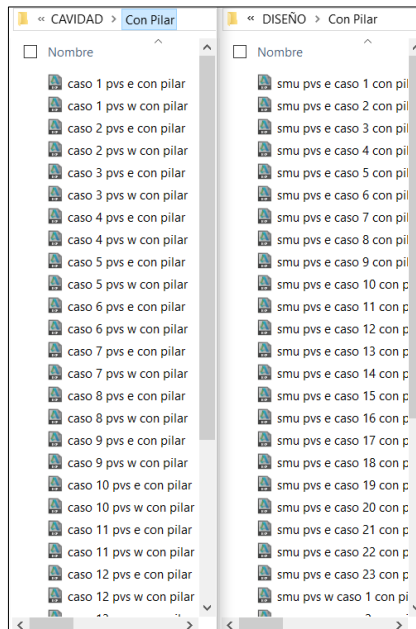 « CAVIDAD > Con Pilar
Nombre
caso 1 pvs e con pilar
caso 1 pvs w con pilar
caso 2 pvs e con pilar
caso 2 pvs w con pilar
caso 3 pvs e con pilar
caso 3 pvs w con pilar
caso 4 pvs e con pilar
caso 4 pvs w con pilar
caso 5 pvs e con pilar
caso 5 pvs w con pilar
caso 6 pvs e con pilar
caso 6 pvs w con pilar
caso 7 pvs e con pilar
caso 7 pvs w con pilar
caso 8 pvs e con pilar
caso 8 pvs w con pilar
caso 9 pvs e con pilar
caso 9 pvs w con pilar
caso 10 pvs e con pilar
caso 10 pvs w con pilar
caso 11 pvs e con pilar
caso 11 pvs w con pilar
caso 12 pvs e con pilar
caso 12 pvs w con pilar
« DISEÑO > Con Pilar
Nombre
smu pvs e caso 1 con pil
smu pvs e caso 2 con pil
smu pvs e caso 3 con pil
smu pvs e caso 4 con pil
smu pvs e caso 5 con pil
smu pvs e caso 6 con pil
smu pvs e caso 7 con pil
smu pvs e caso 8 con pil
smu pvs e caso 9 con pil
smu pvs e caso 10 con p
smu pvs e caso 11 con p
smu pvs e caso 12 con p
smu pvs e caso 13 con p
smu pvs e caso 14 con p
smu pvs e caso 15 con p
smu pvs e caso 16 con p
smu pvs e caso 17 con p
smu pvs e caso 18 con p
smu pvs e caso 19 con p
smu pvs e caso 20 con p
smu pvs e caso 21 con p
smu pvs e caso 22 con p
smu pvs e caso 23 con p
smu pvs w caso 1 con pi